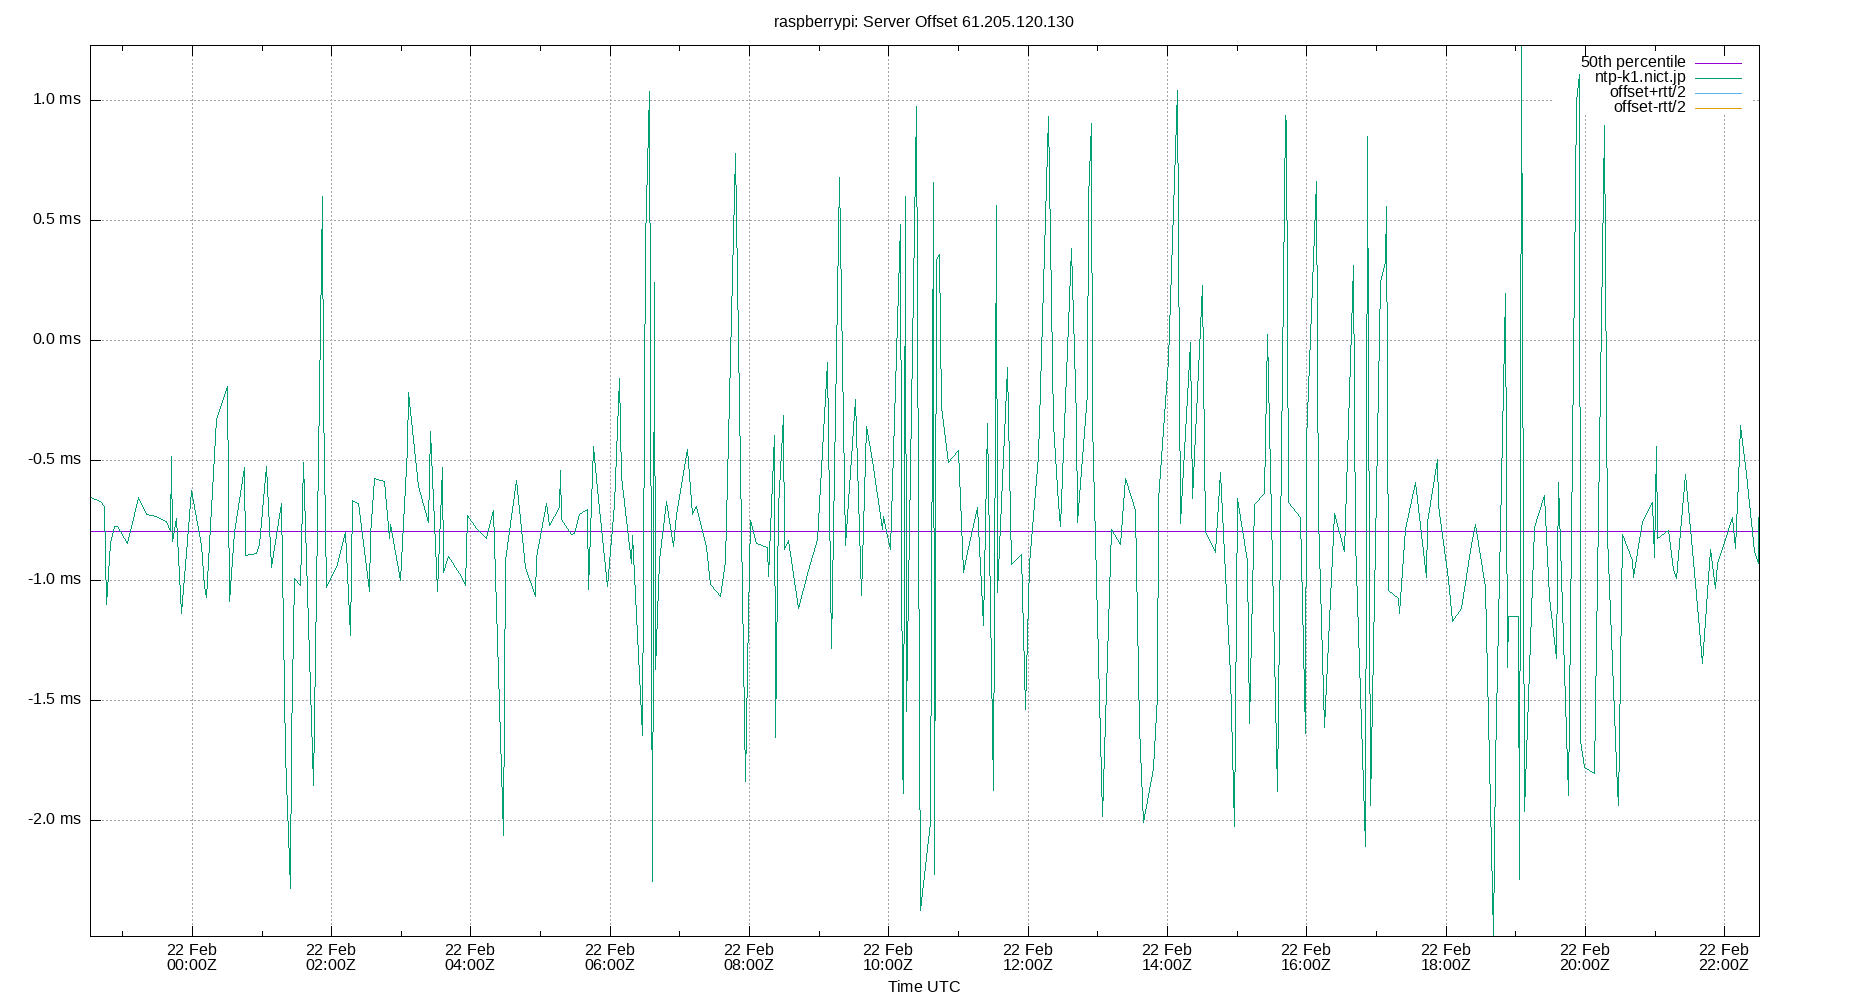 raspberrypi: Server Offset 61.205.120.130
50th percentile
ntp-k1.nict.jp
offset+rtt/2
offset-rtt/2
1.0 ms
0.5 ms
0.0 ms
-0.5 ms
-1.0 ms
-1.5 ms
-2.0 ms
22 Feb 22 Feb 22 Feb 22 Feb 22 Feb 22 Feb 22 Feb 22 Feb 22 Feb 22 Feb 22 Feb 22 Feb
00:00Z 02:00Z 04:00Z 06:00Z 08:00Z 10:00Z 12:00Z 14:00Z 16:00Z 18:00Z 20:00Z 22:00Z
Time UTC